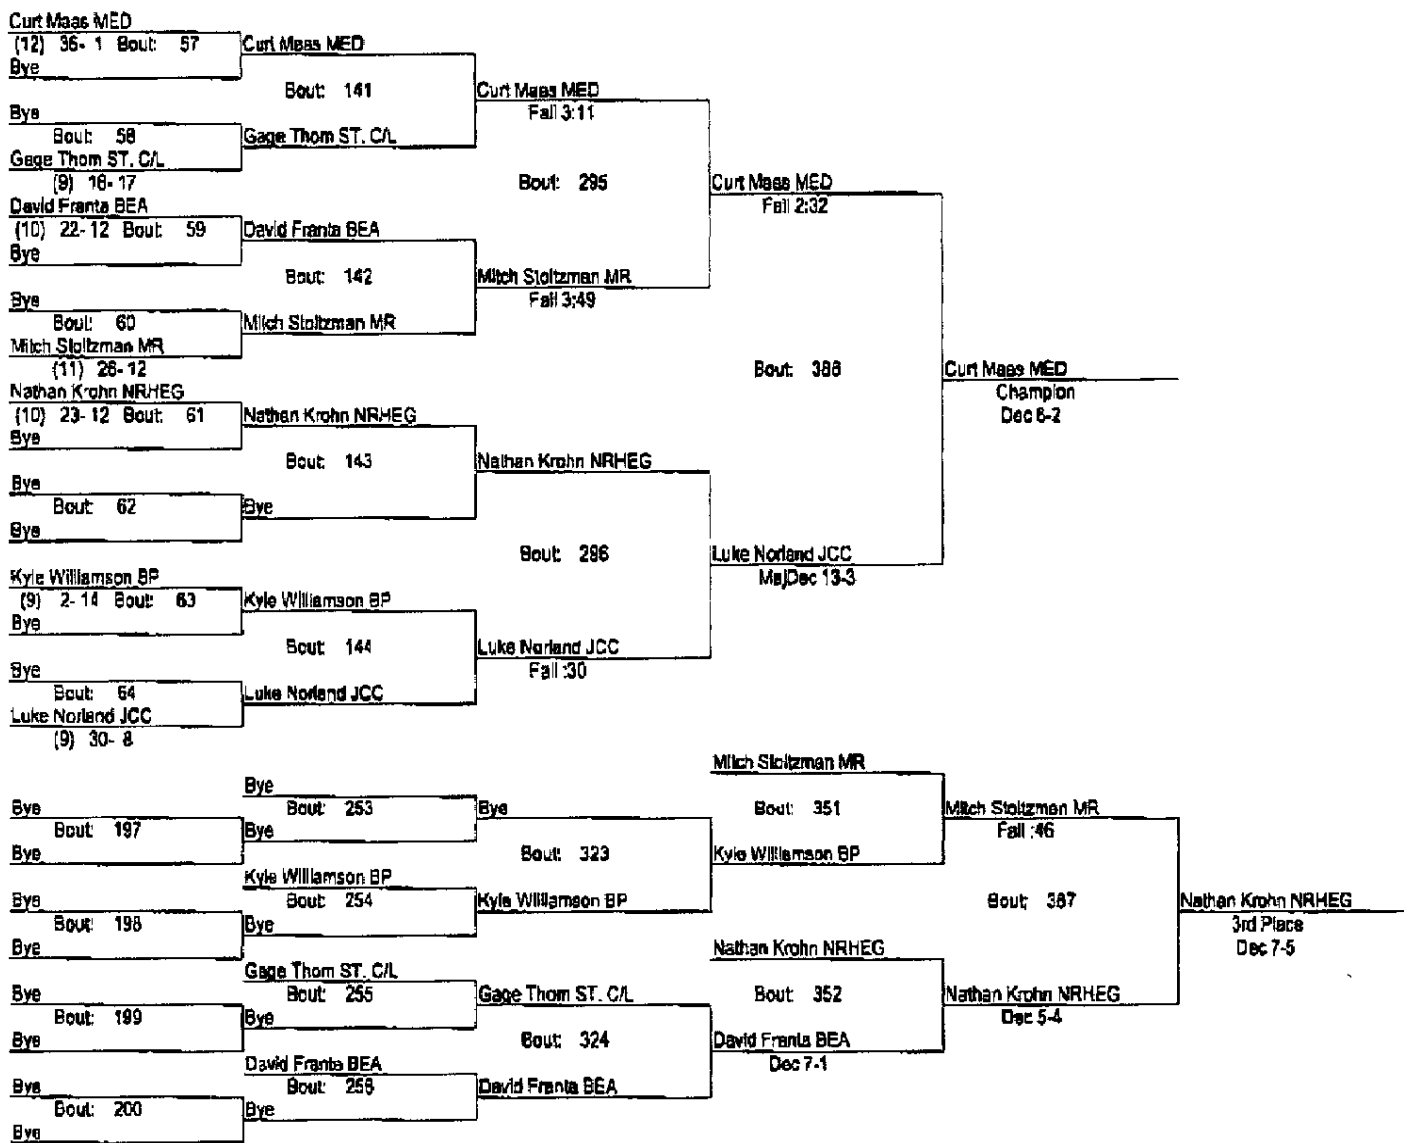 Curt Maas MED
(12) 36- 1 Bout: 57
Bye
Curt Maas MED
Bout: 141
Bye
Bout: 58
Gage Thom ST. C/L
(9) 16- 17
Gage Thom ST. C/L
Curt Maas MED
Fall 3:11
Bout: 295
David Franta BEA
(10) 22- 12 Bout: 59
Bye
David Franta BEA
Bout: 142
Bye
Bout: 60
Mitch Stoltzman MR
(11) 26- 12
Mitch Stoltzman MR
Mitch Stoltzman MR
Fall 3:49
Curt Maas MED
Fall 2:32
Bout: 386
Nathan Krohn NRHEG
(10) 23- 12 Bout: 61
Bye
Nathan Krohn NRHEG
Bout: 143
Bye
Bout: 62
Bye
Bye
Nathan Krohn NRHEG
Bout: 296
Kyle Williamson BP
(9) 2- 14 Bout: 63
Bye
Kyle Williamson BP
Bout: 144
Bye
Bout: 64
Luke Norland JCC
(9) 30- 8
Luke Norland JCC
Luke Norland JCC
Fall :30
Luke Norland JCC
MajDec 13-3
Curt Maas MED
Champion
Dec 6-2
Bye
Bout: 197
Bye
Bye
Bout: 253
Bye
Bye
Bout: 323
Bye
Bout: 198
Bye
Kyle Williamson BP
Bout: 254
Bye
Kyle Williamson BP
Mitch Stoltzman MR
Bout: 351
Kyle Williamson BP
Mitch Stoltzman MR
Fall :46
Bout: 387
Bye
Bout: 199
Bye
Gage Thom ST. C/L
Bout: 255
Bye
Gage Thom ST. C/L
Bout: 324
Bye
Bout: 200
Bye
David Franta BEA
Bout: 256
Bye
David Franta BEA
Nathan Krohn NRHEG
Bout: 352
David Franta BEA
Dec 7-1
Nathan Krohn NRHEG
Dec 5-4
Nathan Krohn NRHEG
3rd Place
Dec 7-5